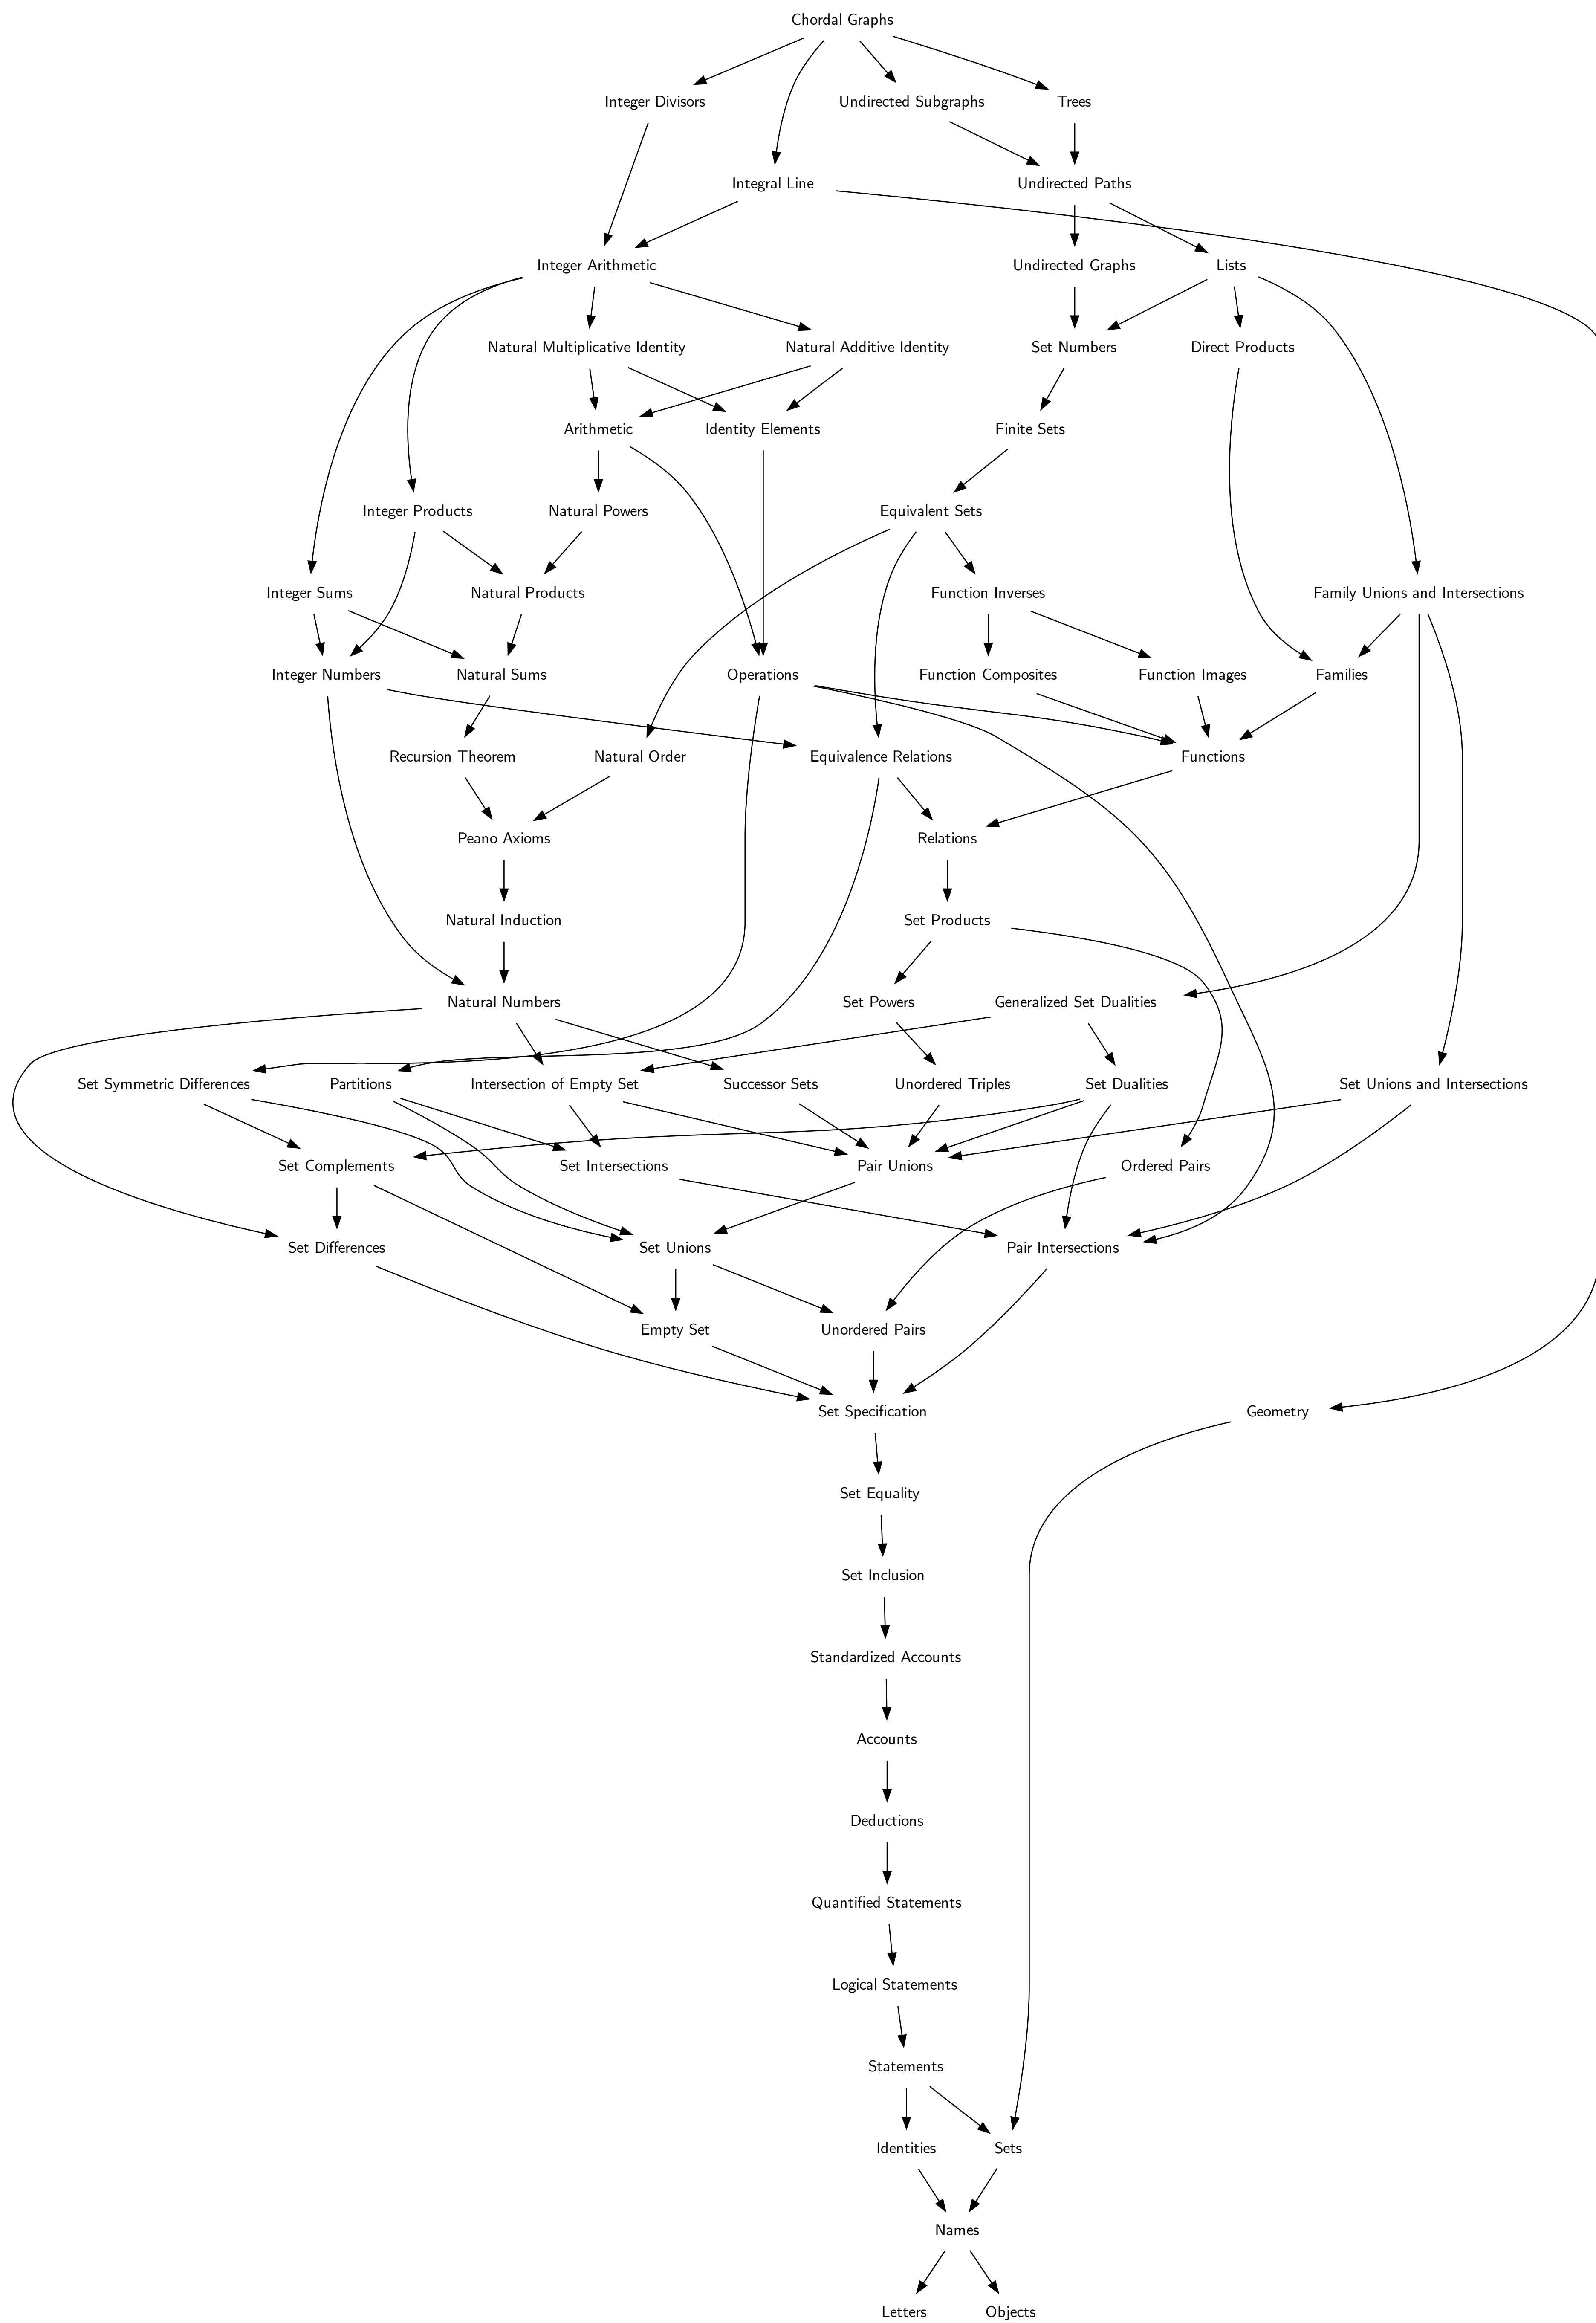 Chordal Graphs
Integer Divisors
Undirected Subgraphs
Trees
Integral Line
Undirected Paths
Integer Arithmetic
Undirected Graphs
Lists
Natural Multiplicative Identity
Natural Additive Identity
Set Numbers
Direct Products
Arithmetic
Identity Elements
Finite Sets
Integer Products
Natural Powers
Equivalent Sets
Integer Sums
Natural Products
Function Inverses
Family Unions and Intersections
Integer Numbers
Natural Sums
Operations
Function Composites
Function Images
Families
Recursion Theorem
Natural Order
Equivalence Relations
Functions
Peano Axioms
Relations
Natural Induction
Set Products
Natural Numbers
Set Powers
Generalized Set Dualities
Set Symmetric Differences
Partitions
Intersection of Empty Set
Successor Sets
Unordered Triples
Set Dualities
Set Unions and Intersections
Set Complements
Set Intersections
Pair Unions
Ordered Pairs
Set Differences
Set Unions
Pair Intersections
Empty Set
Unordered Pairs
Set Specification
Geometry
Set Equality
Set Inclusion
Standardized Accounts
Accounts
Deductions
Quantified Statements
Logical Statements
Statements
Identities
Sets
Names
Letters
Objects